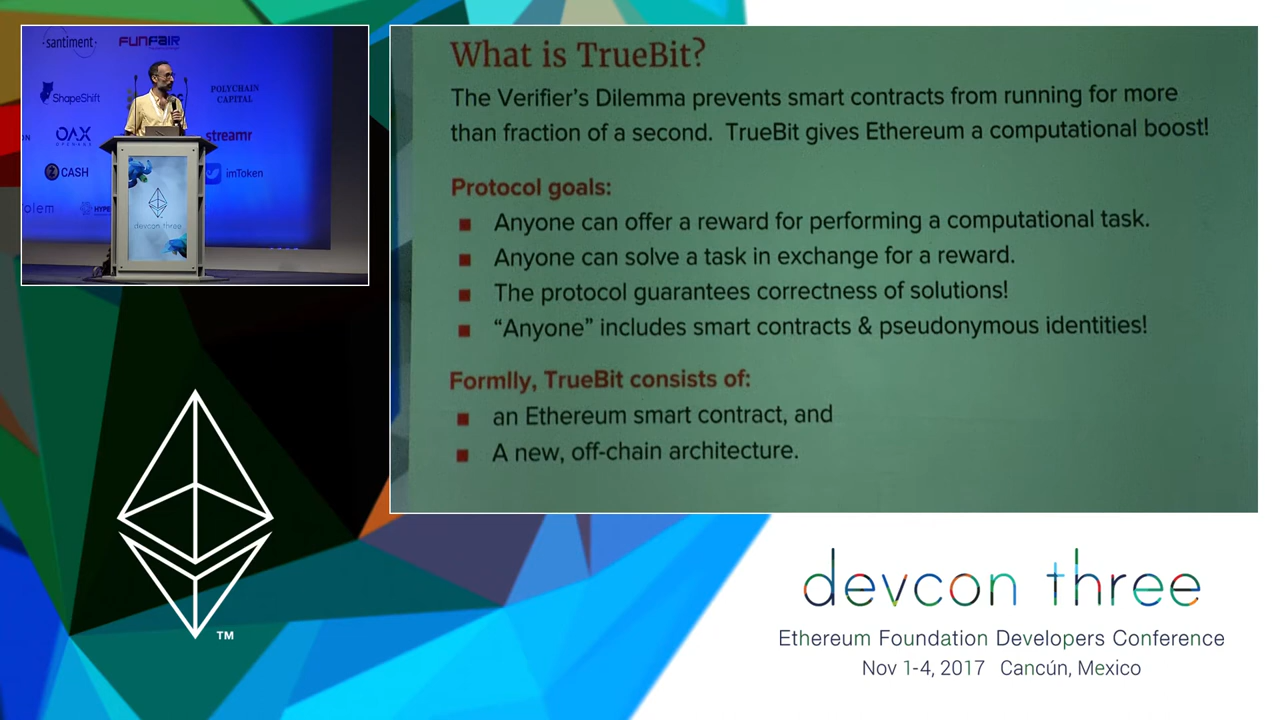 santiment
FUNFAIR
ShapeShift
POLYCHAIN
CAPITAL
OAX
streamr
CASH
imToken
devcon three
What is TrueBit?
The Verifier's Dilemma prevents smart contracts from running for more
than fraction of a second. TrueBit gives Ethereum a computational boost!
Protocol goals:
Anyone can offer a reward for performing a computational task.
Anyone can solve a task in exchange for a reward.
The protocol guarantees correctness of solutions!
“Anyone” includes smart contracts & pseudonymous identities!
Formlly, TrueBit consists of:
an Ethereum smart contract, and
A new, off-chain architecture.
TM
devcon three
Ethereum Foundation Developers Conference
Nov 1-4, 2017 Cancún, Mexico